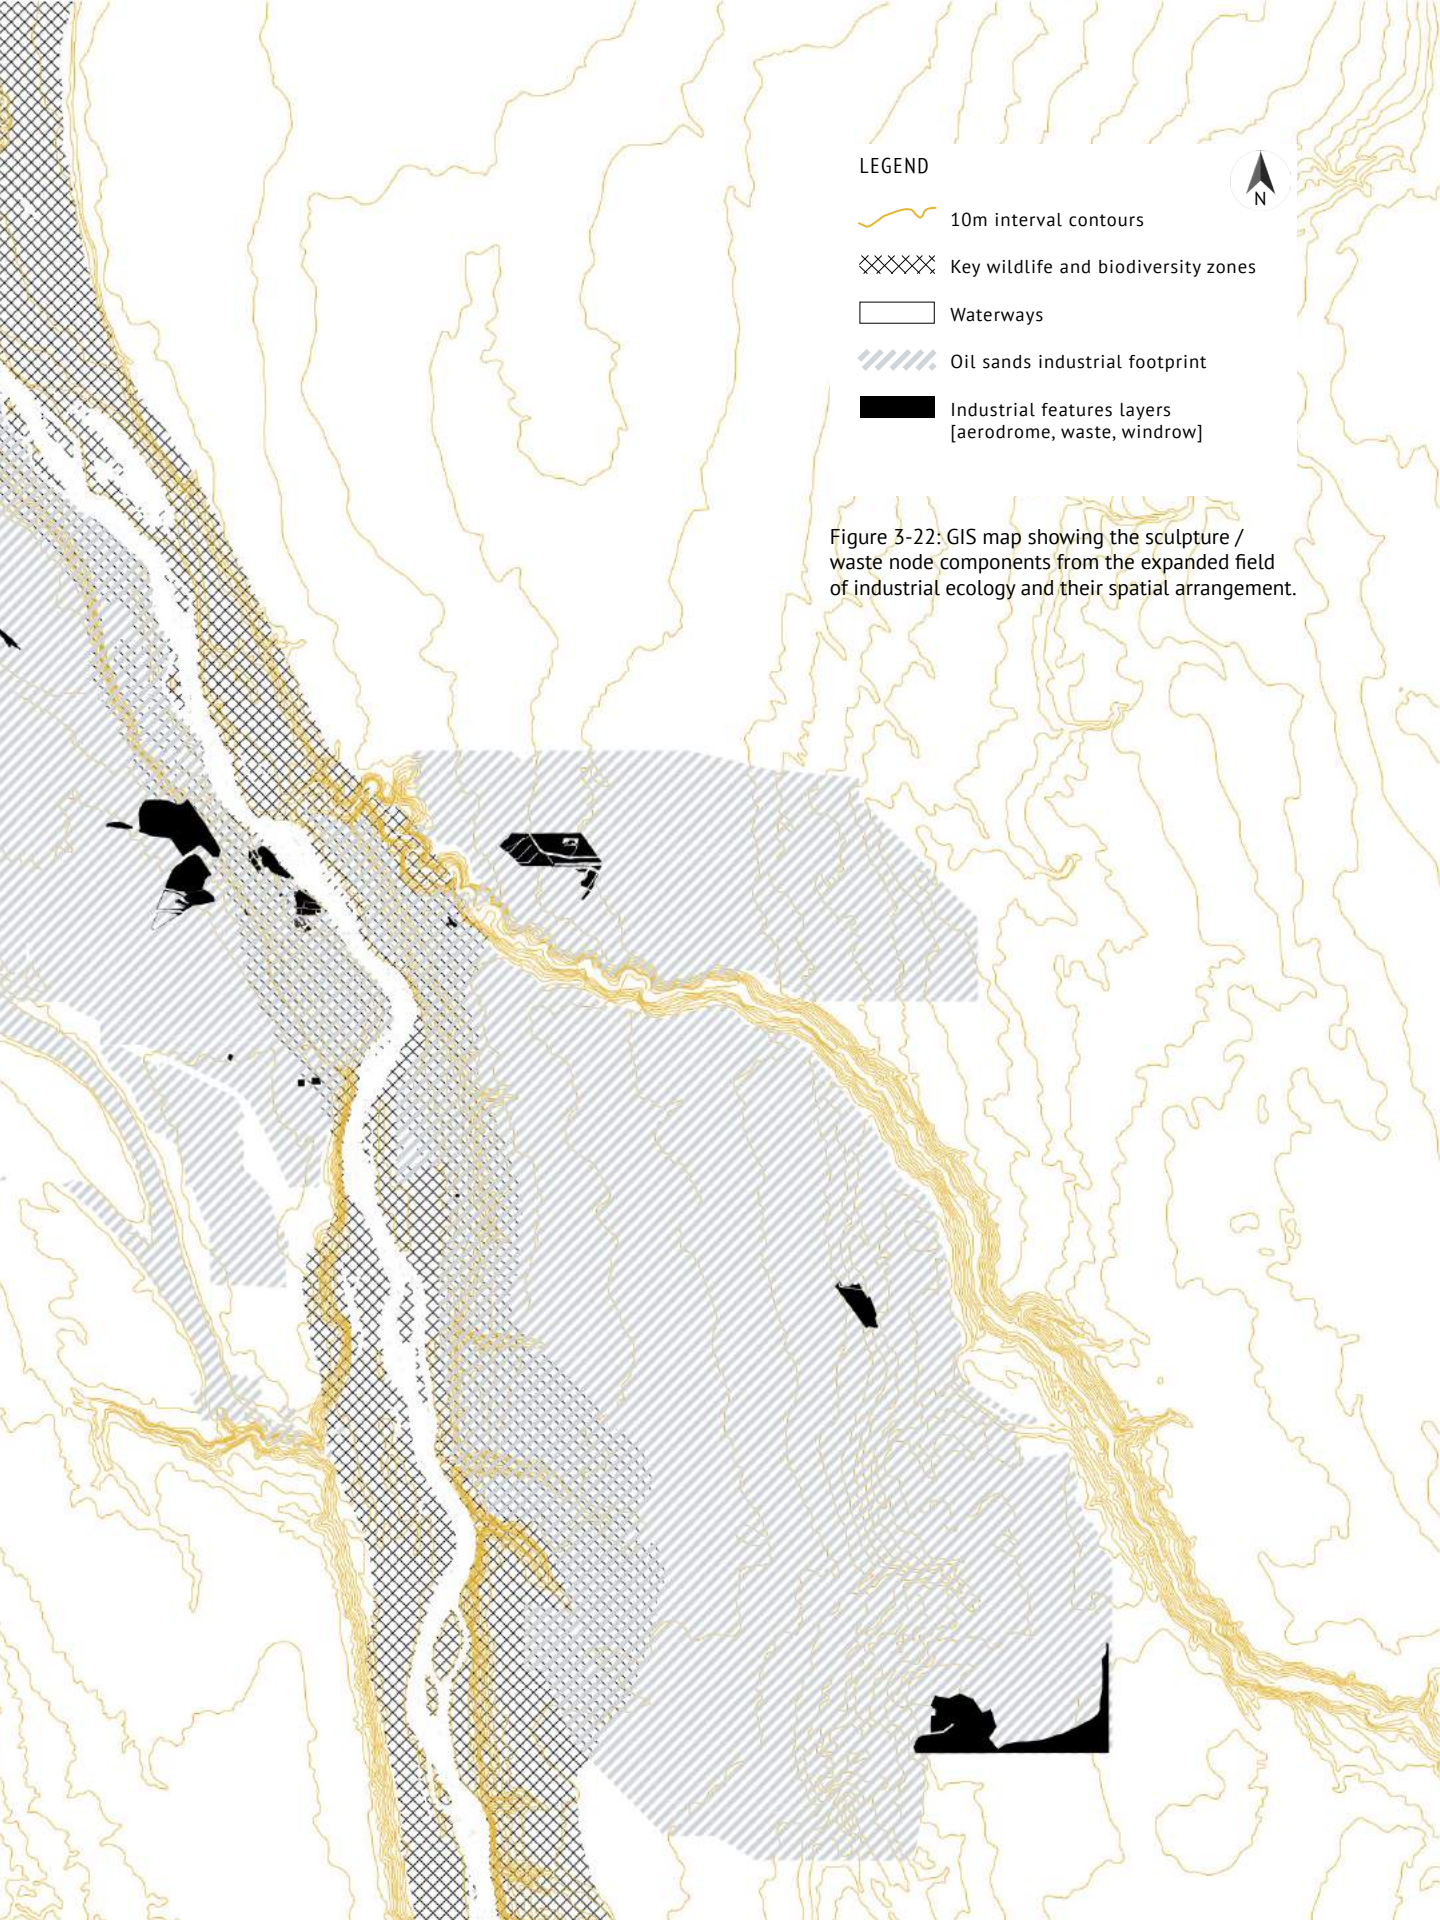 LEGEND
N
10m interval contours
Key wildlife and biodiversity zones
Waterways
Oil sands industrial footprint
Industrial features layers
[aerodrome, waste, windrow]
Figure 3-22: GIS map showing the sculpture /
waste node components from the expanded field
of industrial ecology and their spatial arrangement.